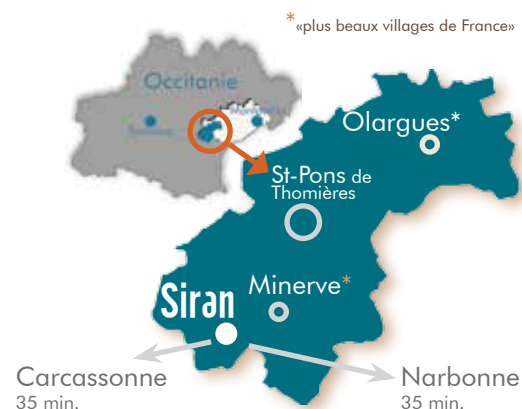 *«plus beaux villages de France»
Occitanie
Olargues*
St-Pons de
Thomières
Minerve*
Siran
Carcassonne
35 min.
Narbonne
35 min.